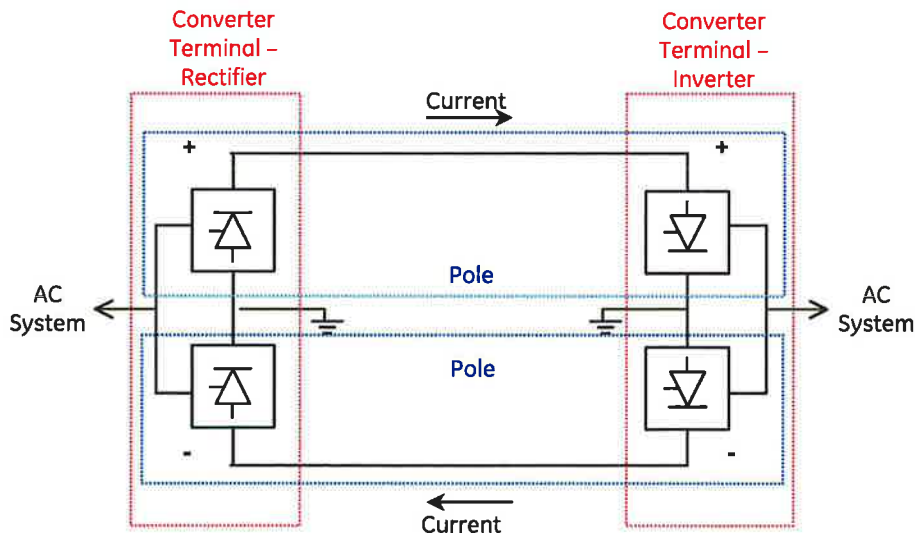 Converter
Terminal –
Rectifier
Converter
Terminal –
Inverter
Current
+
+
Pole
AC
System
AC
System
Pole
-
-
Current